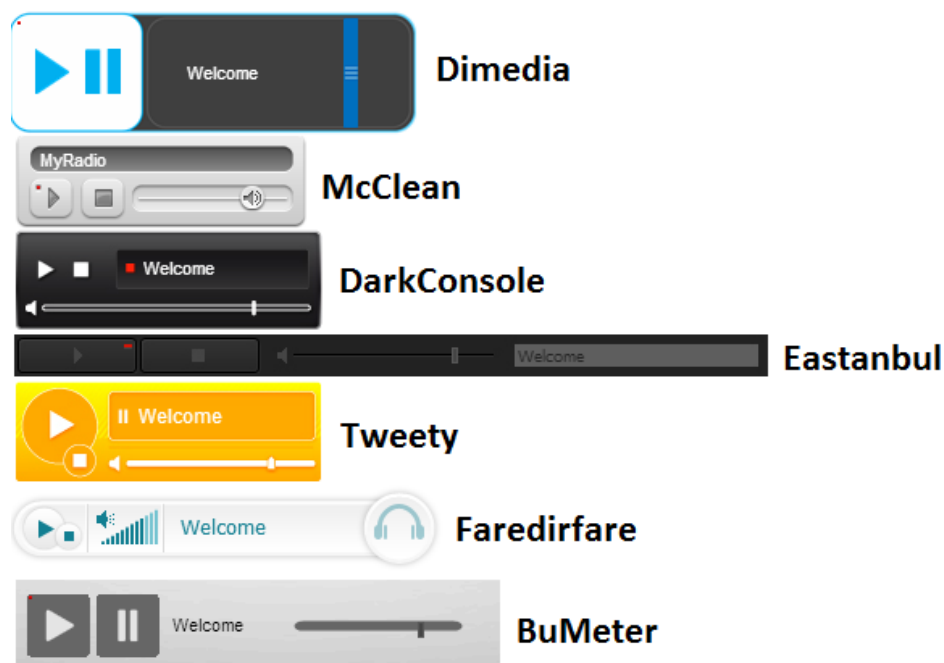 Welcome
Dimedia
MyRadio
McClean
Welcome
DarkConsole
Welcome
Eastanbul
Welcome
Tweety
Welcome
Faredirfare
Welcome
BuMeter